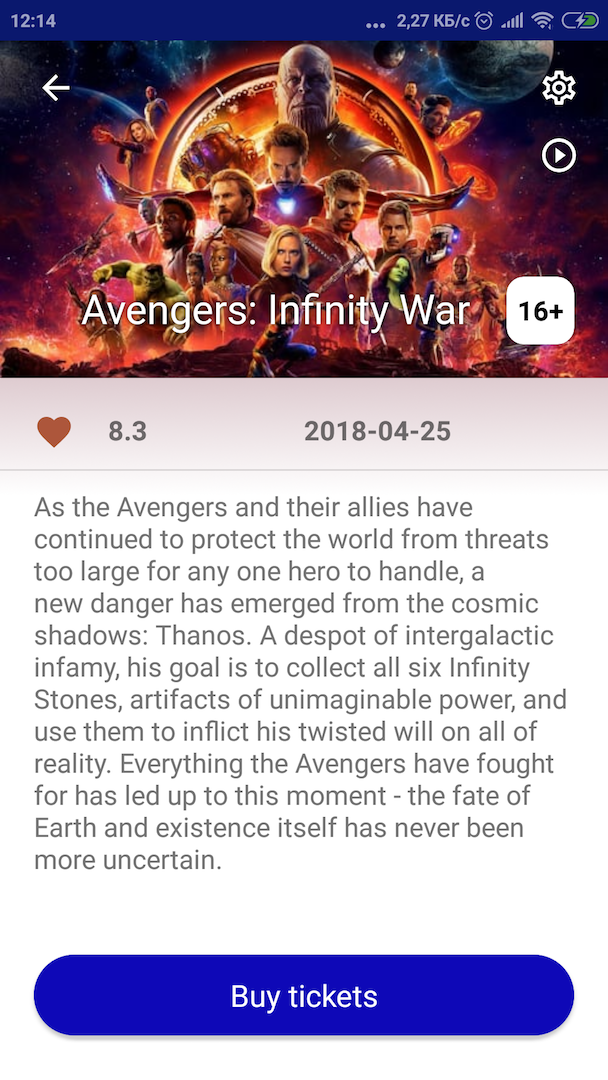 12:14 ... 2,27 КБ/с
Avengers: Infinity War 16+
8.3 2018-04-25
As the Avengers and their allies have
continued to protect the world from threats
too large for any one hero to handle, a
new danger has emerged from the cosmic
shadows: Thanos. A despot of intergalactic
infamy, his goal is to collect all six Infinity
Stones, artifacts of unimaginable power, and
use them to inflict his twisted will on all of
reality. Everything the Avengers have fought
for has led up to this moment - the fate of
Earth and existence itself has never been
more uncertain.
Buy tickets